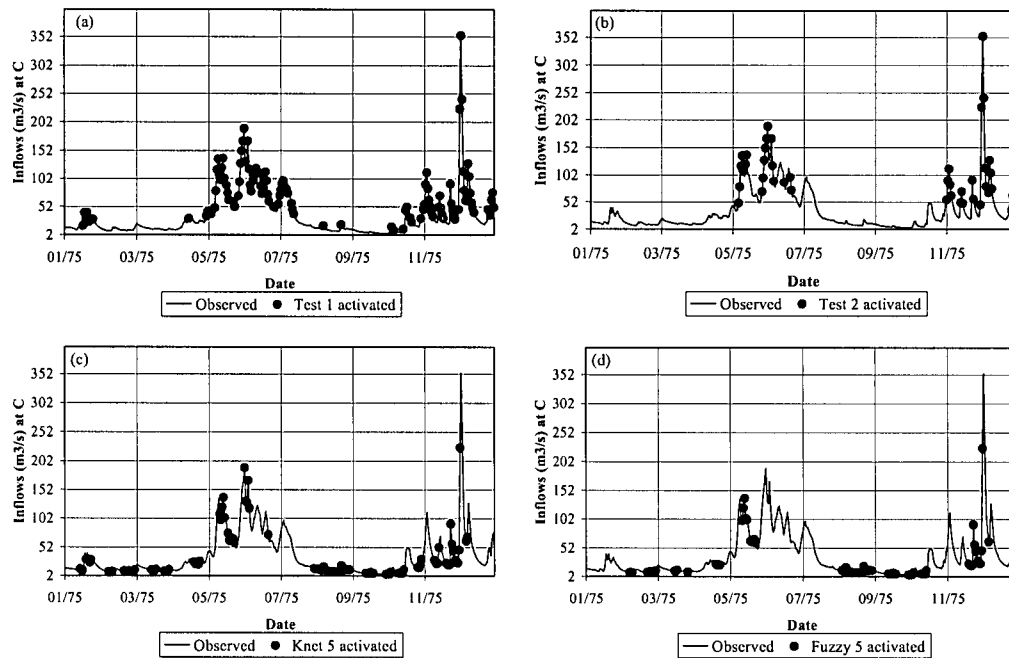 (a)
Inflows (m3/s) at C
352
302
252
202
152
102
52
2
01/75 03/75 05/75 07/75 09/75 11/75
Date
Observed Test 1 activated
(b)
Inflows (m3/s) at C
352
302
252
202
152
102
52
2
01/75 03/75 05/75 07/75 09/75 11/75
Date
Observed Test 2 activated
(c)
Inflows (m3/s) at C
352
302
252
202
152
102
52
2
01/75 03/75 05/75 07/75 09/75 11/75
Date
Observed Knet 5 activated
(d)
Inflows (m3/s) at C
352
302
252
202
152
102
52
2
01/75 03/75 05/75 07/75 09/75 11/75
Date
Observed Fuzzy 5 activated